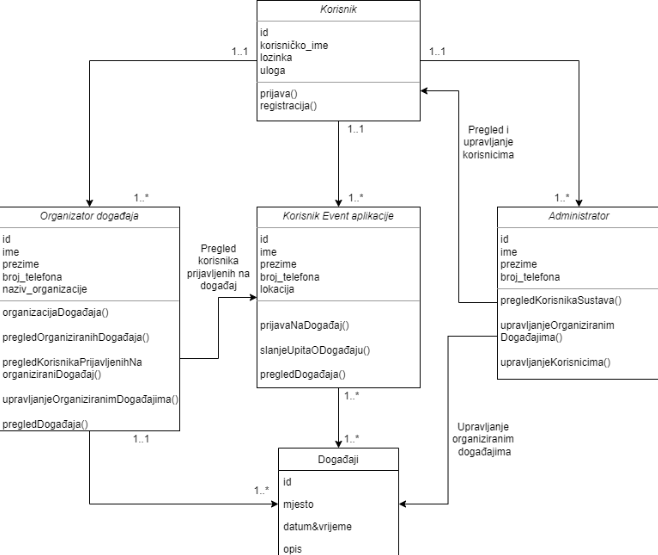 Korisnik
id
korisničko_ime
lozinka
uloga
prijava()
registracija()
1..1
1..1
1..1
Pregled i
upravljanje
korisnicima
1..*
1..*
1..*
Organizator događaja
id
ime
prezime
broj_telefona
naziv_organizacije
organizacijaDogađaja()
pregledOrganiziranihDogađaja()
pregledKorisnikaPrijavljenihNa
organiziraniDogađaj()
upravljanjeOrganiziranimDogađajima()
pregledDogađaja()
Pregled
korisnika
prijavljenih na
događaj
Korisnik Event aplikacije
id
ime
prezime
broj_telefona
lokacija
prijavaNaDogađaj()
slanjeUpitaODogađaju()
pregledDogađaja()
Administrator
id
ime
prezime
broj_telefona
pregledKorisnikaSustava()
upravljanjeOrganiziranim
Događajima()
upravljanjeKorisnicima()
1..1
1..*
1..*
1..*
Upravljanje
organiziranim
događajima
Događaji
id
mjesto
datum&vrijeme
opis